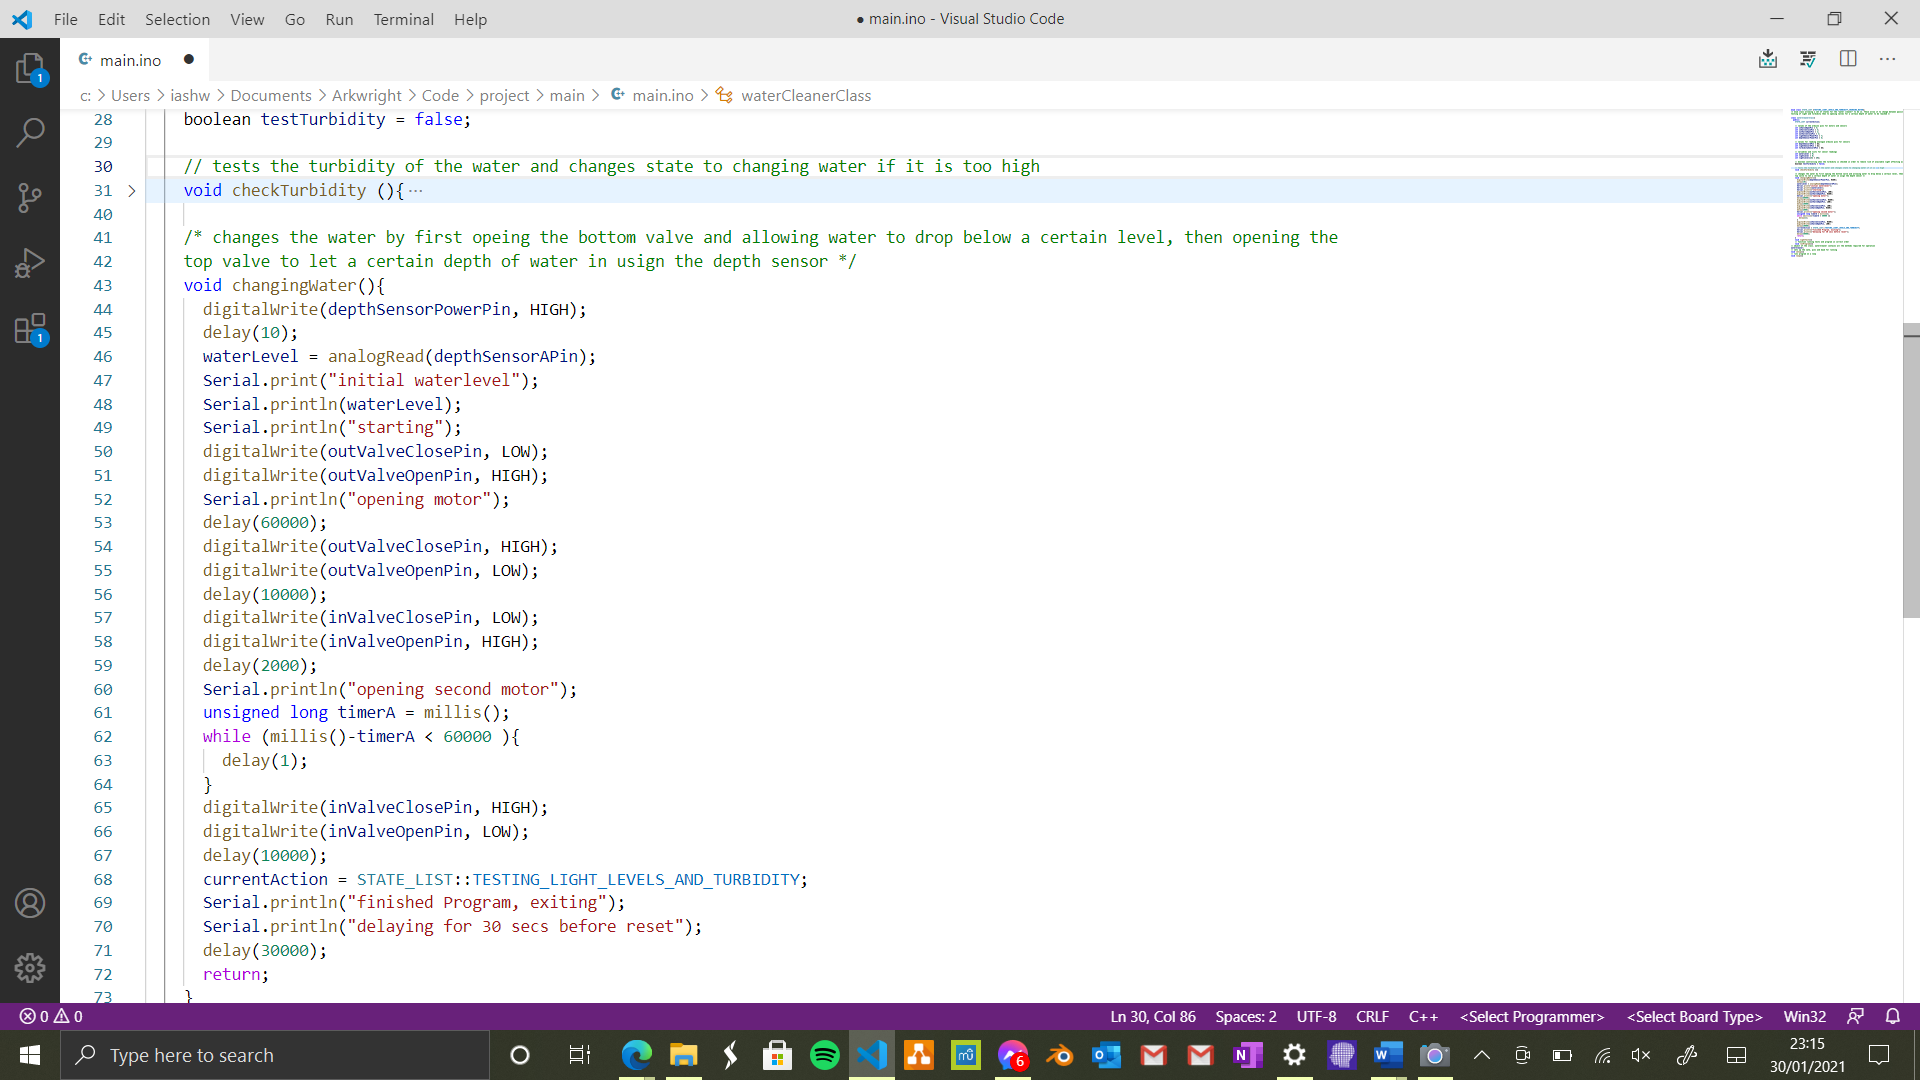 File Edit Selection View Go Run Terminal Help
● main.ino - Visual Studio Code
main.ino ●
c: > Users > iashw > Documents > Arkwright > Code > project > main > main.ino > waterCleanerClass
28 boolean testTurbidity = false;
29
30 // tests the turbidity of the water and changes state to changing water if it is too high
31 void checkTurbidity (){···
40
41 /* changes the water by first opeing the bottom valve and allowing water to drop below a certain level, then opening the
42 top valve to let a certain depth of water in usign the depth sensor */
43 void changingWater(){
44 digitalWrite(depthSensorPowerPin, HIGH);
45 delay(10);
46 waterLevel = analogRead(depthSensorAPin);
47 Serial.print("initial waterlevel");
48 Serial.println(waterLevel);
49 Serial.println("starting");
50 digitalWrite(outValveClosePin, LOW);
51 digitalWrite(outValveOpenPin, HIGH);
52 Serial.println("opening motor");
53 delay(60000);
54 digitalWrite(outValveClosePin, HIGH);
55 digitalWrite(outValveOpenPin, LOW);
56 delay(10000);
57 digitalWrite(inValveClosePin, LOW);
58 digitalWrite(inValveOpenPin, HIGH);
59 delay(2000);
60 Serial.println("opening second motor");
61 unsigned long timerA = millis();
62 while (millis()-timerA < 60000 ){
63 delay(1);
64 }
65 digitalWrite(inValveClosePin, HIGH);
66 digitalWrite(inValveOpenPin, LOW);
67 delay(10000);
68 currentAction = STATE_LIST::TESTING_LIGHT_LEVELS_AND_TURBIDITY;
69 Serial.println("finished Program, exiting");
70 Serial.println("delaying for 30 secs before reset");
71 delay(30000);
72 return;
73 }
0 0 Ln 30, Col 86 Spaces: 2 UTF-8 CRLF C++ <Select Programmer> <Select Board Type> Win32
Type here to search
23:15
30/01/2021